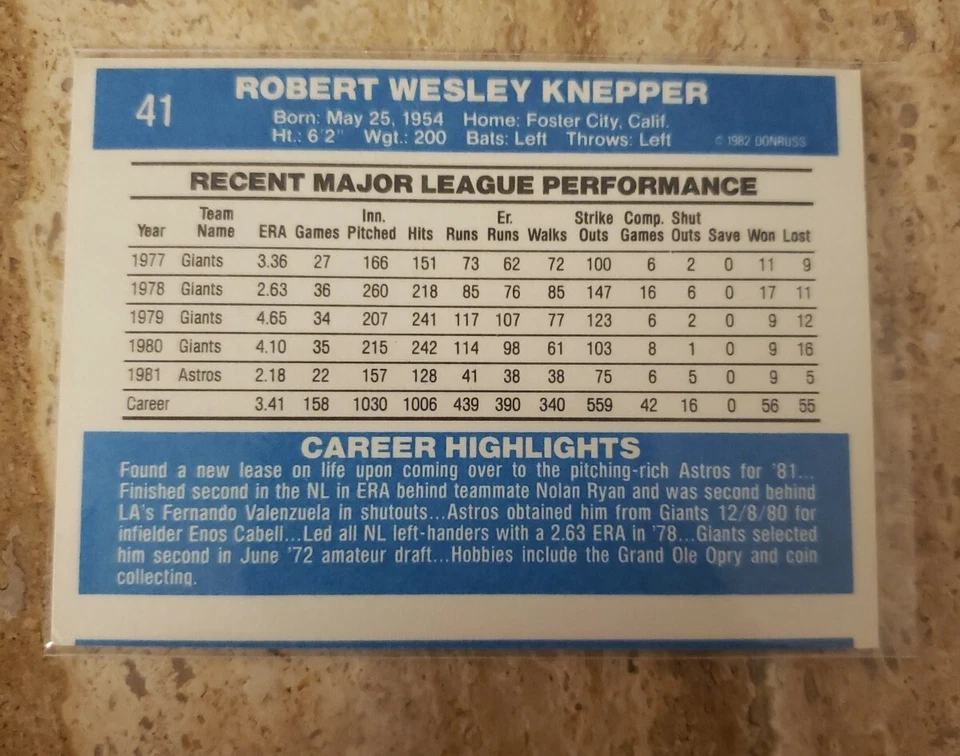 41
ROBERT WESLEY KNEPPER
Born: May 25, 1954 Home: Foster City, Calif.
Ht.: 6'2" Wgt.: 200 Bats: Left Throws: Left
© 1982 DONRUSS
RECENT MAJOR LEAGUE PERFORMANCE
Year Team Name ERA Games Inn. Pitched Hits Runs Er. Runs Walks Strike Outs Comp. Games Shut Outs Save Won Lost
1977 Giants 3.36 27 166 151 73 62 72 100 6 2 0 11 9
1978 Giants 2.63 36 260 218 85 76 85 147 16 6 0 17 11
1979 Giants 4.65 34 207 241 117 107 77 123 6 2 0 9 12
1980 Giants 4.10 35 215 242 114 98 61 103 8 1 0 9 16
1981 Astros 2.18 22 157 128 41 38 38 75 6 5 0 9 5
Career 3.41 158 1030 1006 439 390 340 559 42 16 0 56 55
CAREER HIGHLIGHTS
Found a new lease on life upon coming over to the pitching-rich Astros for '81...
Finished second in the NL in ERA behind teammate Nolan Ryan and was second behind
LA's Fernando Valenzuela in shutouts...Astros obtained him from Giants 12/8/80 for
infielder Enos Cabell...Led all NL left-handers with a 2.63 ERA in '78...Giants selected
him second in June '72 amateur draft...Hobbies include the Grand Ole Opry and coin
collecting.